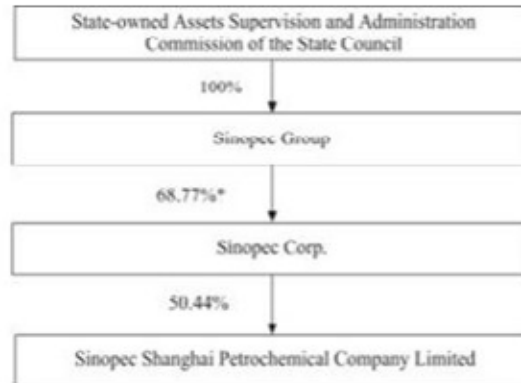 State-owned Assets Supervision and Administration
Commission of the State Council
100%
Sinopec Group
68.77%*
Sinopec Corp.
50.44%
Sinopec Shanghai Petrochemical Company Limited